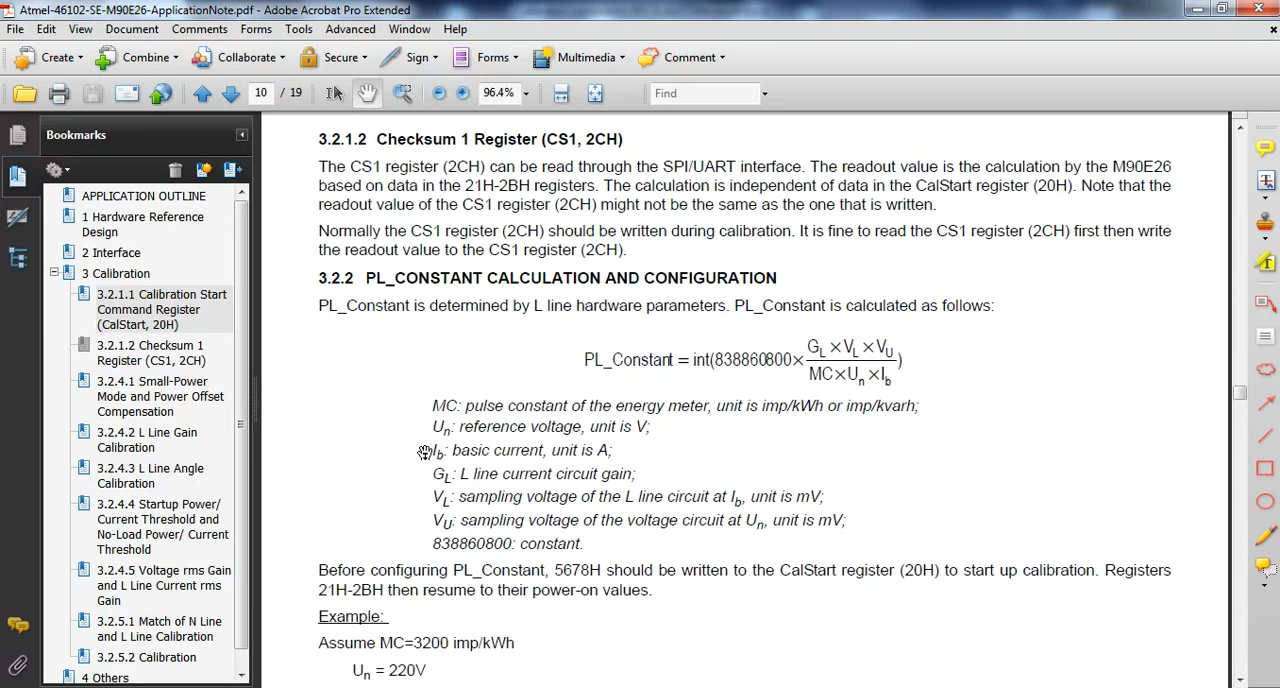 Atmel-46102-SE-M90E26-ApplicationNote.pdf - Adobe Acrobat Pro Extended
File Edit View Document Comments Forms Tools Advanced Window Help
Create Combine Collaborate Secure Sign Forms Multimedia Comment
10 / 19 96.4% Find
Bookmarks
APPLICATION OUTLINE
1 Hardware Reference
Design
2 Interface
3 Calibration
3.2.1.1 Calibration Start
Command Register
(CalStart, 20H)
3.2.1.2 Checksum 1
Register (CS1, 2CH)
3.2.4.1 Small-Power
Mode and Power Offset
Compensation
3.2.4.2 L Line Gain
Calibration
3.2.4.3 L Line Angle
Calibration
3.2.4.4 Startup Power/
Current Threshold and
No-Load Power/ Current
Threshold
3.2.4.5 Voltage rms Gain
and L Line Current rms
Gain
3.2.5.1 Match of N Line
and L Line Calibration
3.2.5.2 Calibration
4 Others
3.2.1.2 Checksum 1 Register (CS1, 2CH)
The CS1 register (2CH) can be read through the SPI/UART interface. The readout value is the calculation by the M90E26
based on data in the 21H-2BH registers. The calculation is independent of data in the CalStart register (20H). Note that the
readout value of the CS1 register (2CH) might not be the same as the one that is written.
Normally the CS1 register (2CH) should be written during calibration. It is fine to read the CS1 register (2CH) first then write
the readout value to the CS1 register (2CH).
3.2.2 PL_CONSTANT CALCULATION AND CONFIGURATION
PL_Constant is determined by L line hardware parameters. PL_Constant is calculated as follows:
PL_Constant = int(838860800× G_L × V_L × V_U / MC × U_n × I_b)
MC: pulse constant of the energy meter, unit is imp/kWh or imp/kvarh;
U_n: reference voltage, unit is V;
I_b: basic current, unit is A;
G_L: L line current circuit gain;
V_L: sampling voltage of the L line circuit at I_b, unit is mV;
V_U: sampling voltage of the voltage circuit at U_n, unit is mV;
838860800: constant.
Before configuring PL_Constant, 5678H should be written to the CalStart register (20H) to start up calibration. Registers
21H-2BH then resume to their power-on values.
Example:
Assume MC=3200 imp/kWh
U_n = 220V